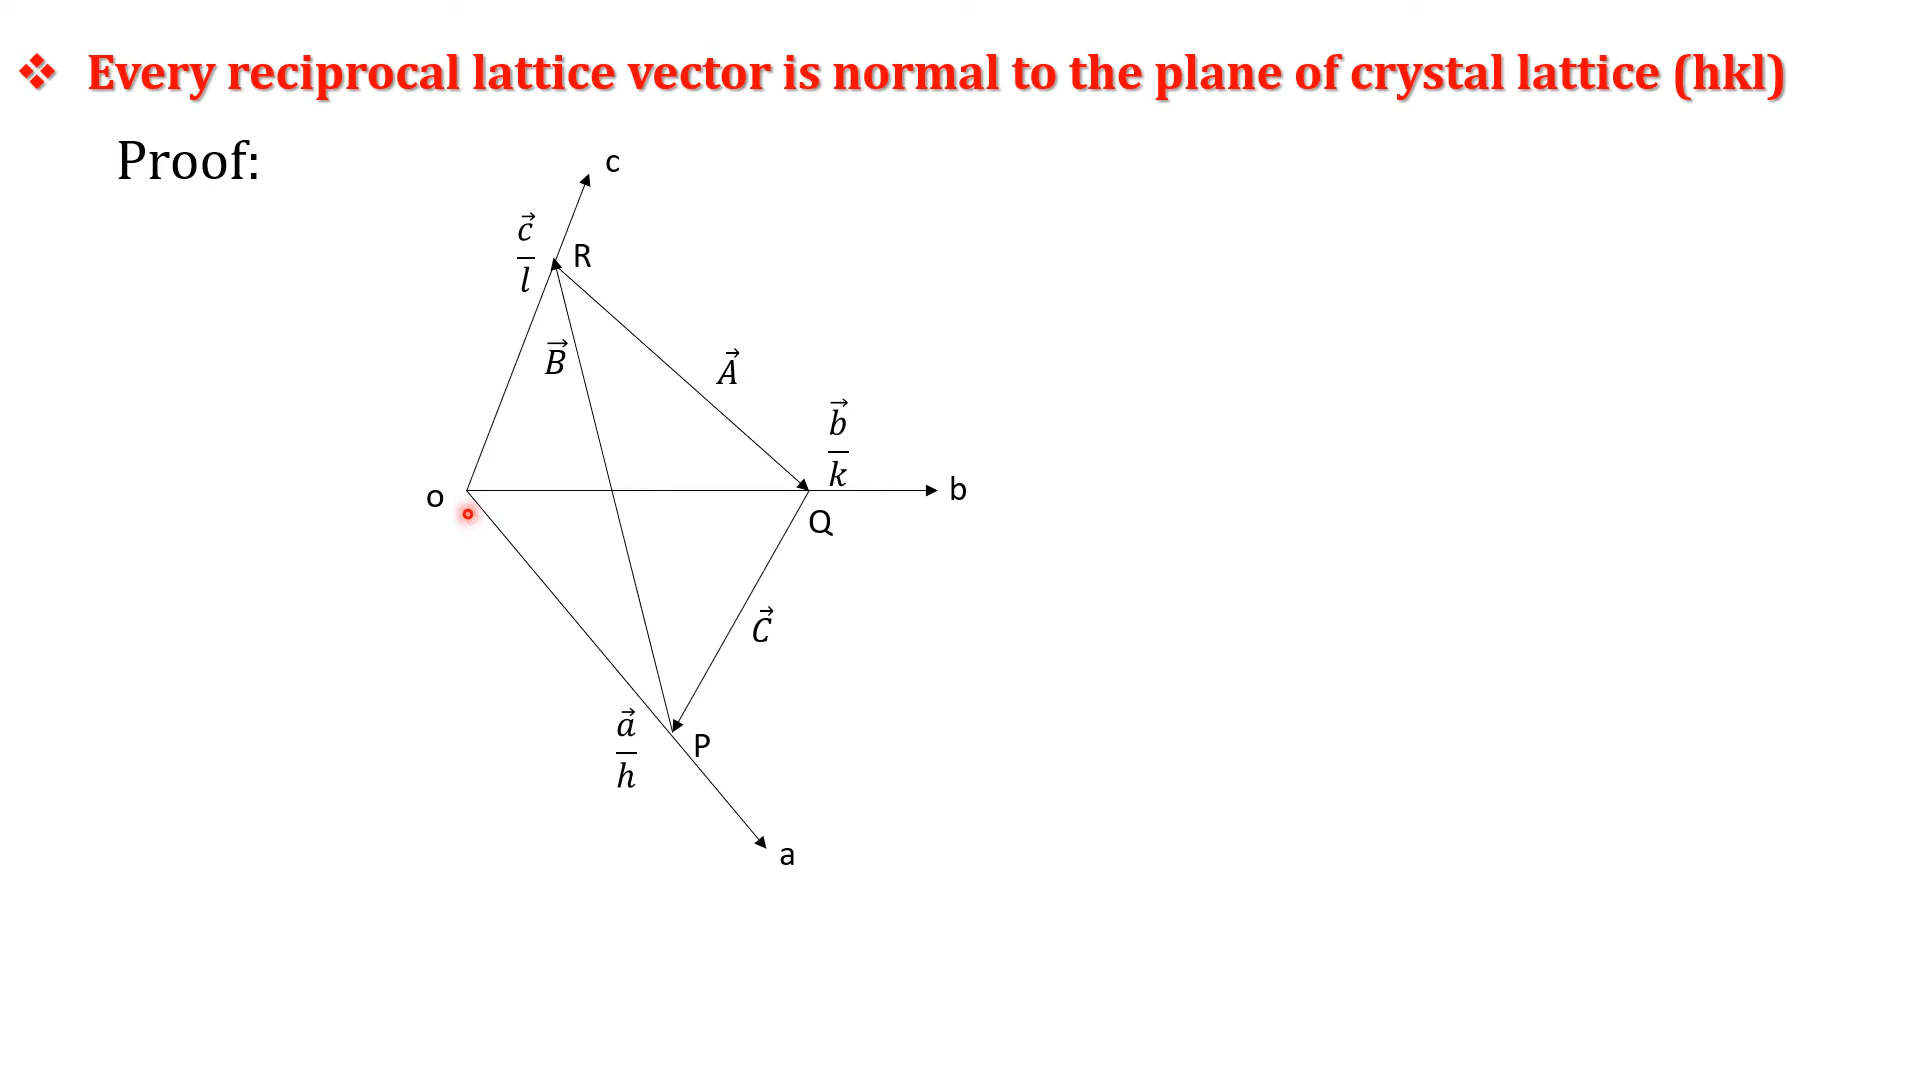 ❖ Every reciprocal lattice vector is normal to the plane of crystal lattice (hkl)
Proof:
c
c⃗/l
R
B⃗
A⃗
b⃗/k
o
b
Q
C⃗
a⃗/h
P
a